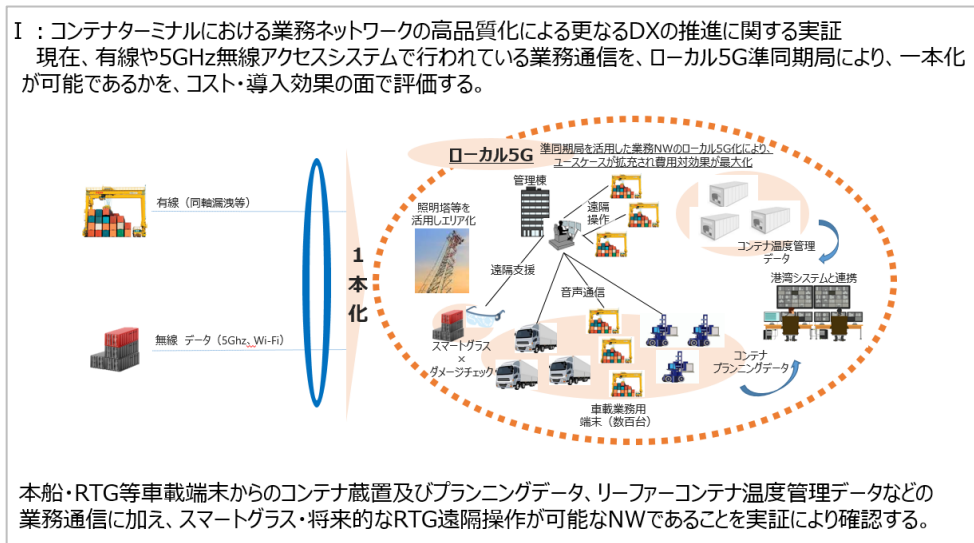 Ⅰ：コンテナターミナルにおける業務ネットワークの高品質化による更なるDXの推進に関する実証
現在、有線や5GHz無線アクセスシステムで行われている業務通信を、ローカル5G準同期局により、一本化
が可能であるかを、コスト・導入効果の面で評価する。
ローカル5G
準同期局を活用した業務NWのローカル5G化により、
ユースケースが拡充され費用対効果が最大化
管理棟
有線（同軸漏洩等）
照明塔等を
活用しエリア化
遠隔
操作
コンテナ温度管理
データ
1本化
遠隔支援
港湾システムと連携
音声通信
無線 データ（5Ghz、Wi-Fi）
スマートグラス
×
ダメージチェック
コンテナ
プランニングデータ
車載業務用
端末（数百台）
本船・RTG等車載端末からのコンテナ蔵置及びプランニングデータ、リーファーコンテナ温度管理データなどの
業務通信に加え、スマートグラス・将来的なRTG遠隔操作が可能なNWであることを実証により確認する。